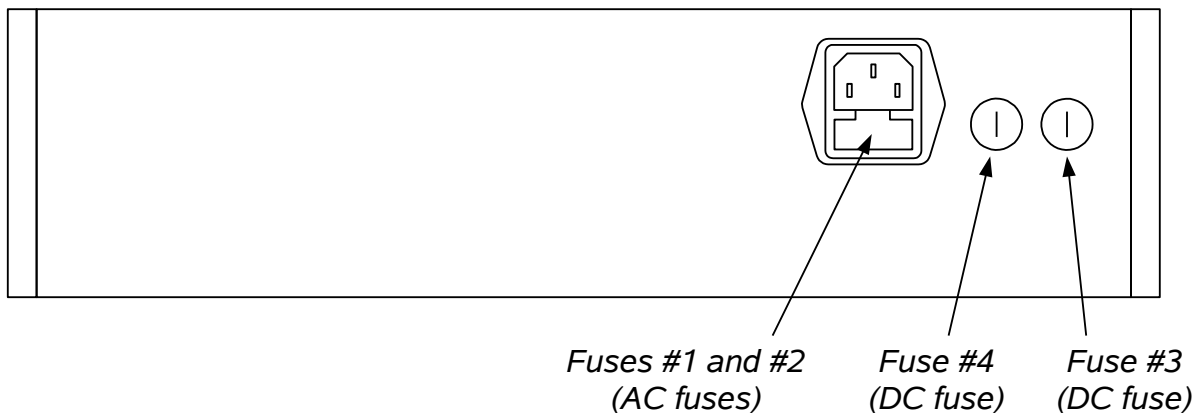 Fuses #1 and #2
(AC fuses)
Fuse #4
(DC fuse)
Fuse #3
(DC fuse)